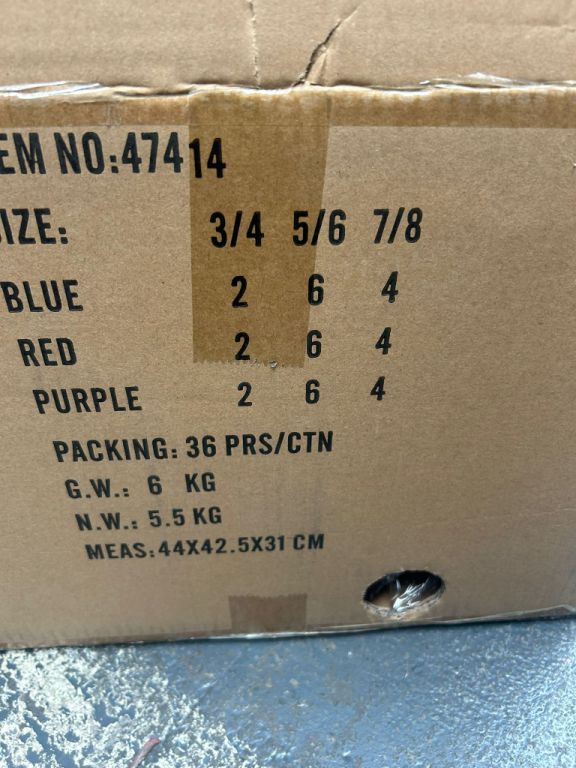 EM NO:47414
IZE: 3/4 5/6 7/8
BLUE 2 6 4
RED 2 6 4
PURPLE 2 6 4
PACKING: 36 PRS/CTN
G.W.: 6 KG
N.W.: 5.5 KG
MEAS:44X42.5X31 CM